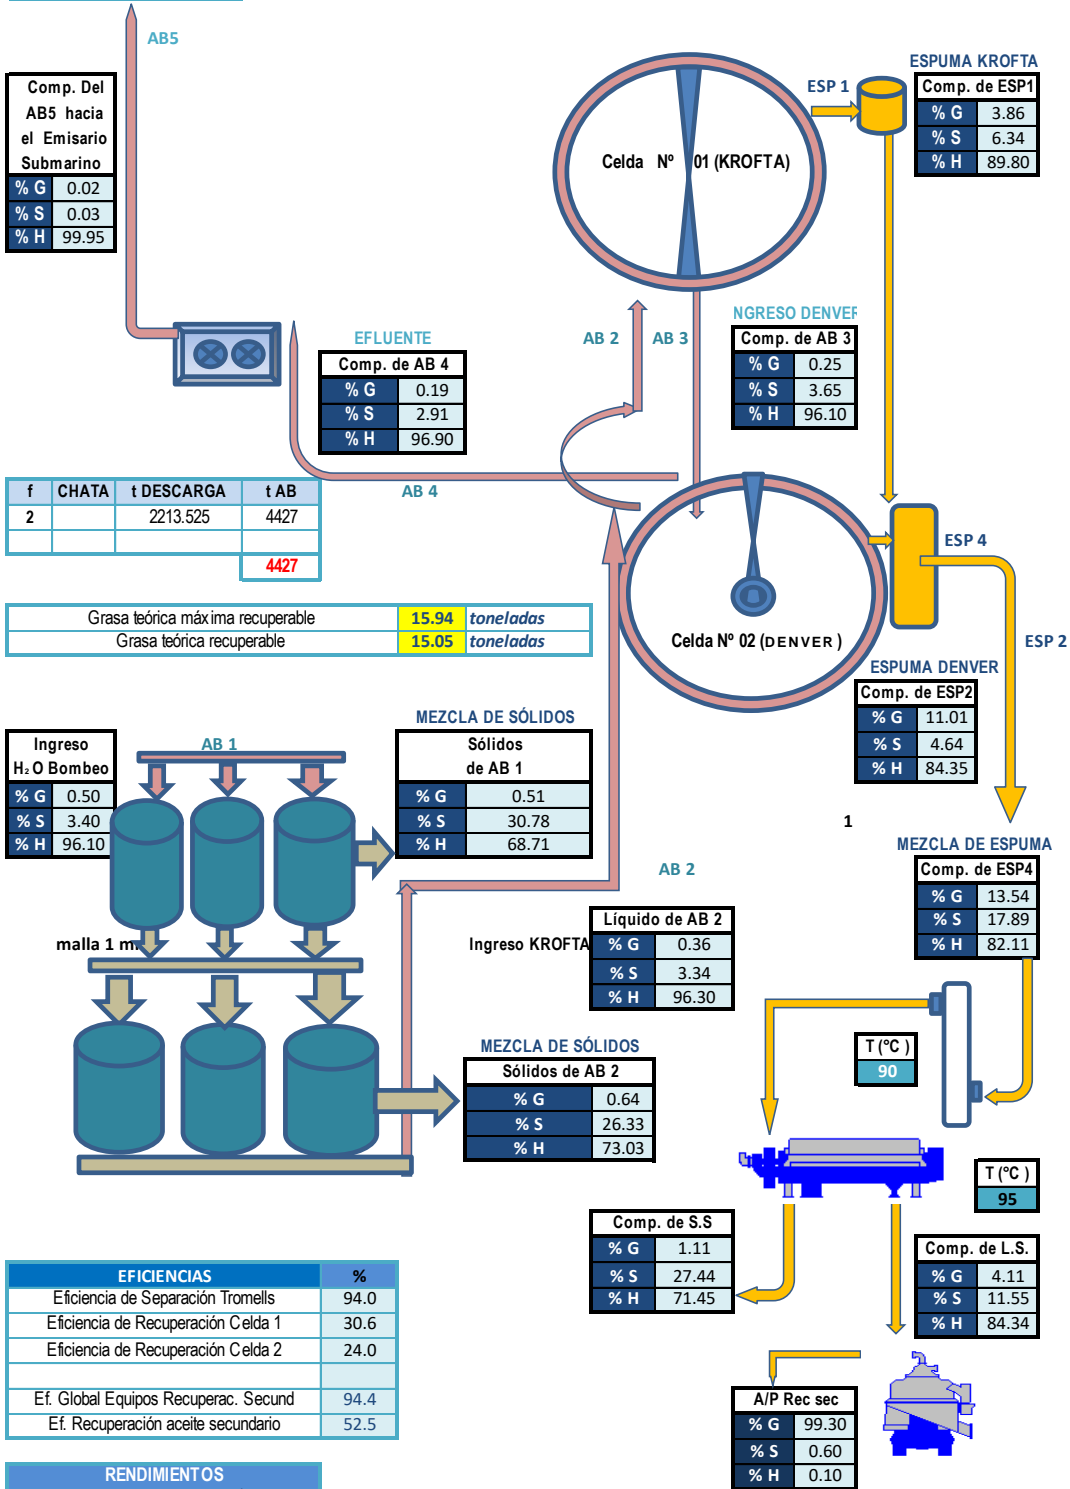 AB5
Comp. Del
AB5 hacia
el Emisario
Submarino
% G 0.02
% S 0.03
% H 99.95
ESPUMA KROFTA
ESP 1
Comp. de ESP1
% G 3.86
% S 6.34
% H 89.80
Celda Nº 01 (KROFTA)
EFLUENTE
Comp. de AB 4
% G 0.19
% S 2.91
% H 96.90
AB 2
AB 3
NGRESO DENVER
Comp. de AB 3
% G 0.25
% S 3.65
% H 96.10
AB 4
f CHATA t DESCARGA t AB
2 2213.525 4427
4427
ESP 4
Grasa teórica máxima recuperable 15.94 toneladas
Grasa teórica recuperable 15.05 toneladas
Celda Nº 02 (DENVER )
ESP 2
ESPUMA DENVER
Comp. de ESP2
% G 11.01
% S 4.64
% H 84.35
Ingreso
H₂ O Bombeo
% G 0.50
% S 3.40
% H 96.10
AB 1
MEZCLA DE SÓLIDOS
Sólidos
de AB 1
% G 0.51
% S 30.78
% H 68.71
1
MEZCLA DE ESPUMA
Comp. de ESP4
% G 13.54
% S 17.89
% H 82.11
AB 2
malla 1 m
Ingreso KROFTA
Líquido de AB 2
% G 0.36
% S 3.34
% H 96.30
MEZCLA DE SÓLIDOS
Sólidos de AB 2
% G 0.64
% S 26.33
% H 73.03
T (°C )
90
T (°C )
95
Comp. de S.S
% G 1.11
% S 27.44
% H 71.45
Comp. de L.S.
% G 4.11
% S 11.55
% H 84.34
EFICIENCIAS %
Eficiencia de Separación Tromells 94.0
Eficiencia de Recuperación Celda 1 30.6
Eficiencia de Recuperación Celda 2 24.0
Ef. Global Equipos Recuperac. Secund 94.4
Ef. Recuperación aceite secundario 52.5
A/P Rec sec
% G 99.30
% S 0.60
% H 0.10
RENDIMIENTOS